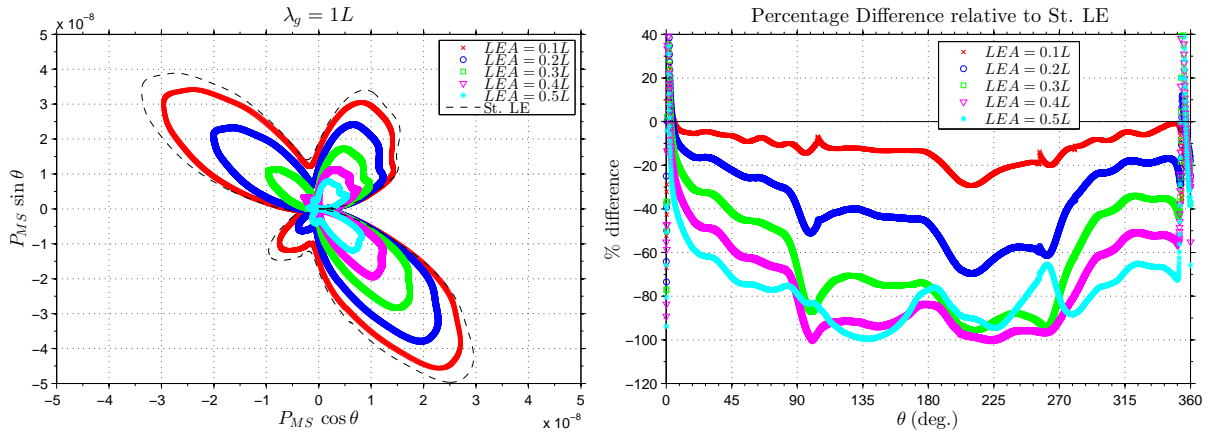 λ_g = 1L
x 10⁻⁸
5
4
3
2
1
0
−1
−2
−3
−4
−5
P_MS sin θ
−5 −4 −3 −2 −1 0 1 2 3 4 5
x 10⁻⁸
P_MS cos θ
LEA = 0.1L
LEA = 0.2L
LEA = 0.3L
LEA = 0.4L
LEA = 0.5L
St. LE
Percentage Difference relative to St. LE
40
20
0
−20
−40
−60
−80
−100
−120
% difference
0 45 90 135 180 225 270 315 360
θ (deg.)
LEA = 0.1L
LEA = 0.2L
LEA = 0.3L
LEA = 0.4L
LEA = 0.5L